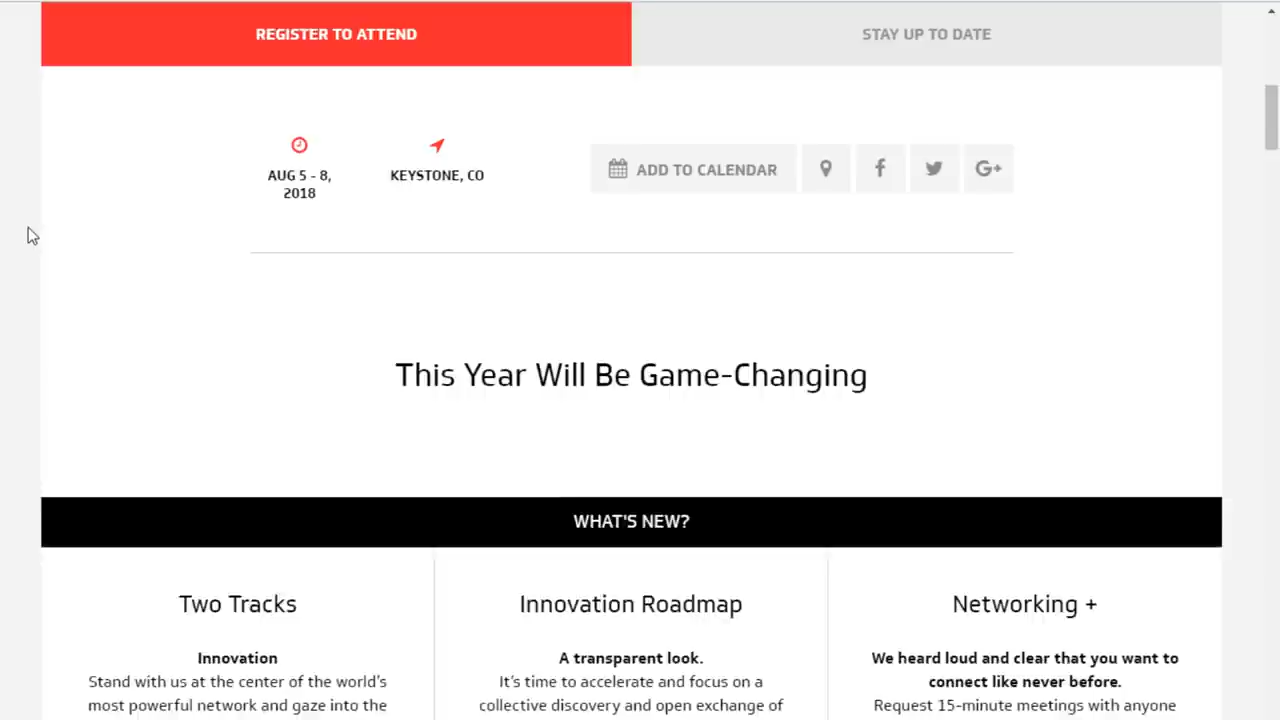 REGISTER TO ATTEND
STAY UP TO DATE
AUG 5 - 8,
2018
KEYSTONE, CO
ADD TO CALENDAR
G+
This Year Will Be Game-Changing
WHAT'S NEW?
Two Tracks
Innovation
Stand with us at the center of the world's
most powerful network and gaze into the
Innovation Roadmap
A transparent look.
It's time to accelerate and focus on a
collective discovery and open exchange of
Networking +
We heard loud and clear that you want to
connect like never before.
Request 15-minute meetings with anyone